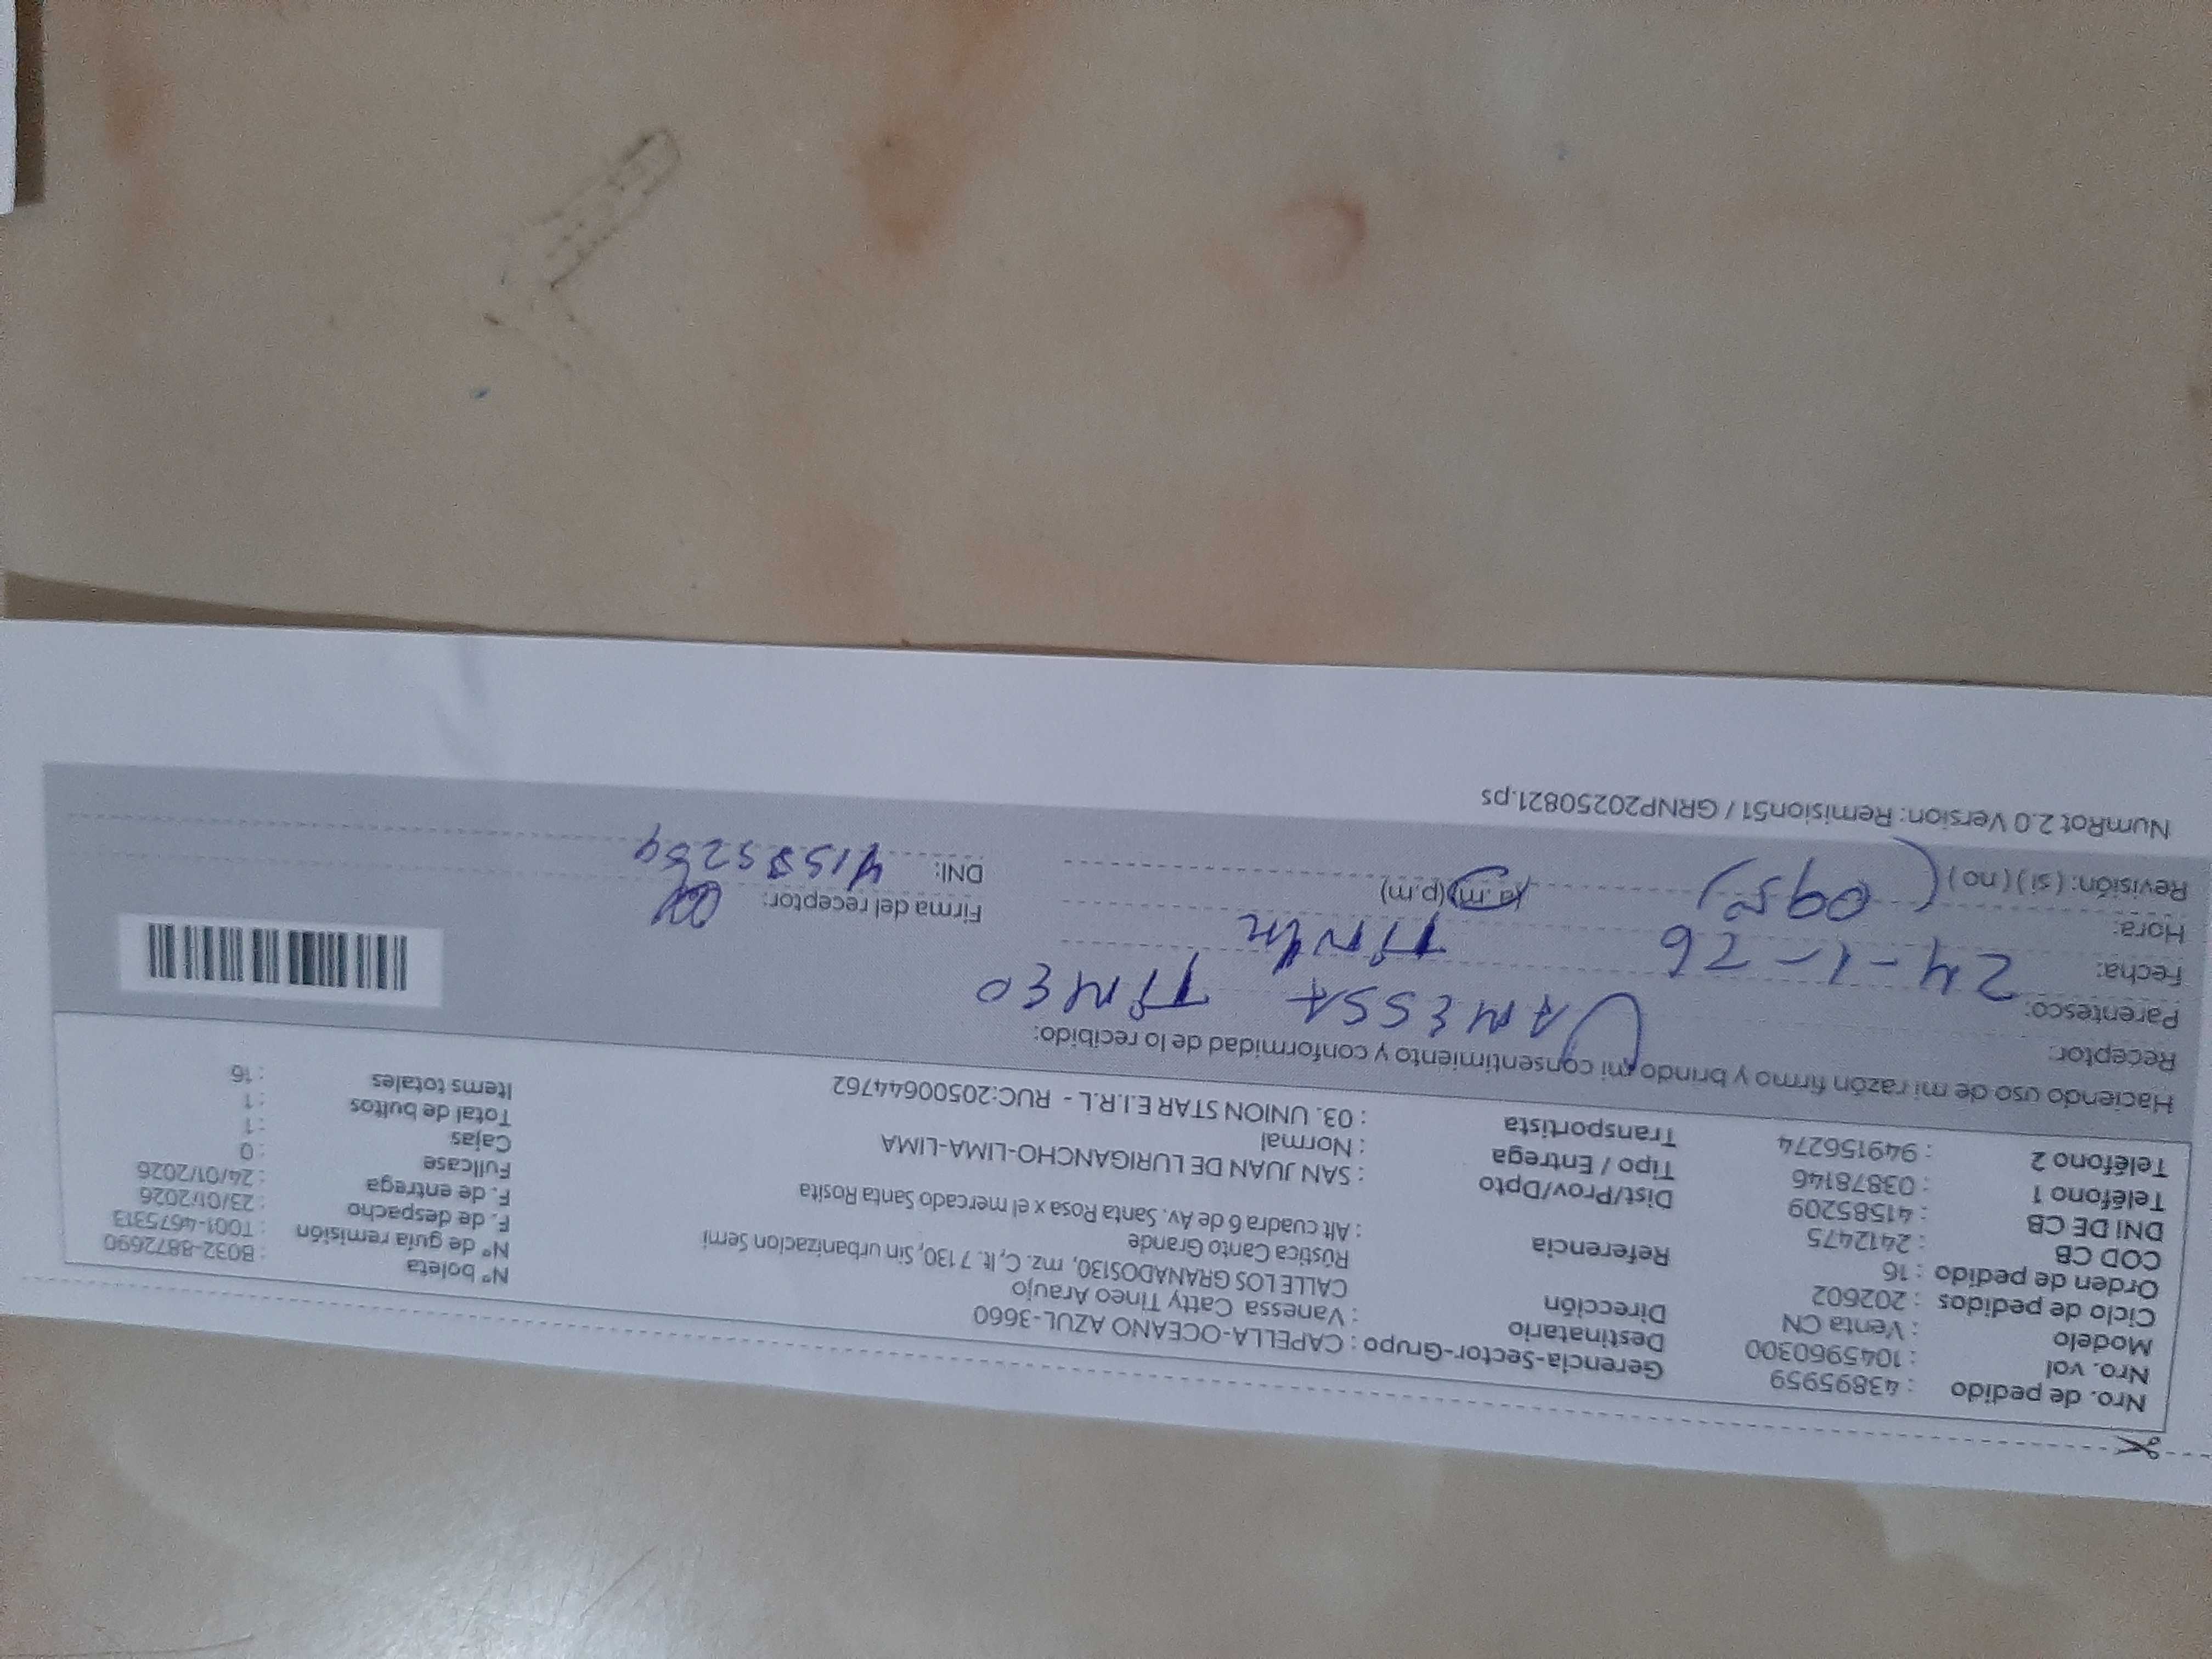 Nro. de pedido : 43895959
Nro. vol : 1045960300
Modelo : Venta CN
Ciclo de pedidos : 202602
Orden de pedido : 16
COD CB : 2412475
DNI DE CB : 41585209
Teléfono 1 : 03878146
Teléfono 2 : 949156274
Gerencia-Sector-Grupo : CAPELLA-OCEANO AZUL-3660
Destinatario : Vanessa Catty Tineo Araujo
Dirección CALLE LOS GRANADOS130, mz. C, lt. 7 130, Sin urbanizacion Semi
Rústica Canto Grande
Referencia : Alt cuadra 6 de Av. Santa Rosa x el mercado Santa Rosita
Dist/Prov/Dpto : SAN JUAN DE LURIGANCHO-LIMA-LIMA
Tipo / Entrega : Normal
Transportista : 03. UNION STAR E.I.R.L - RUC:20500644762
N° boleta : B032-8872690
N° de guía remisión : T001-4675313
F. de despacho : 23/01/2026
F. de entrega : 24/01/2026
Fullcase : 0
Cajas : 1
Total de bultos : 1
Items totales : 16
Haciendo uso de mi razón firmo y brindo mi consentimiento y conformidad de lo recibido:
Receptor: VANESSA TINEO
Parentesco:
Fecha: 24-1-26
Hora: (a.m)(p.m)
Revisión: ( si ) ( no )
Firma del receptor:
DNI:
NumRot 2.0 Version: Remision51 / GRNP20250821.ps